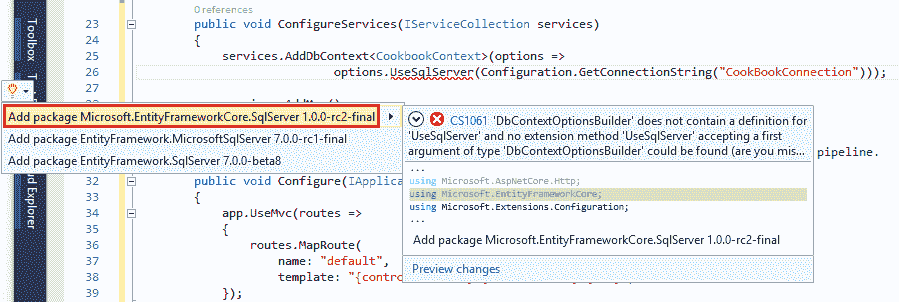 0 references
23 public void ConfigureServices(IServiceCollection services)
24 {
25 services.AddDbContext<CookbookContext>(options =>
26 options.UseSqlServer(Configuration.GetConnectionString("CookBookConnection")));
Toolbox
Add package Microsoft.EntityFrameworkCore.SqlServer 1.0.0-rc2-final
Add package EntityFramework.MicrosoftSqlServer 7.0.0-rc1-final
Add package EntityFramework.SqlServer 7.0.0-beta8
CS1061 'DbContextOptionsBuilder' does not contain a definition for
'UseSqlServer' and no extension method 'UseSqlServer' accepting a first
argument of type 'DbContextOptionsBuilder' could be found (are you mis...
pipeline.
...
using Microsoft.AspNetCore.Http;
using Microsoft.EntityFrameworkCore;
using Microsoft.Extensions.Configuration;
...
Add package Microsoft.EntityFrameworkCore.SqlServer 1.0.0-rc2-final
Preview changes
Explorer
32 public void Configure(IApplica
33 {
34 app.UseMvc(routes =>
35 {
36 routes.MapRoute(
37 name: "default",
38 template: "{contro
39 });